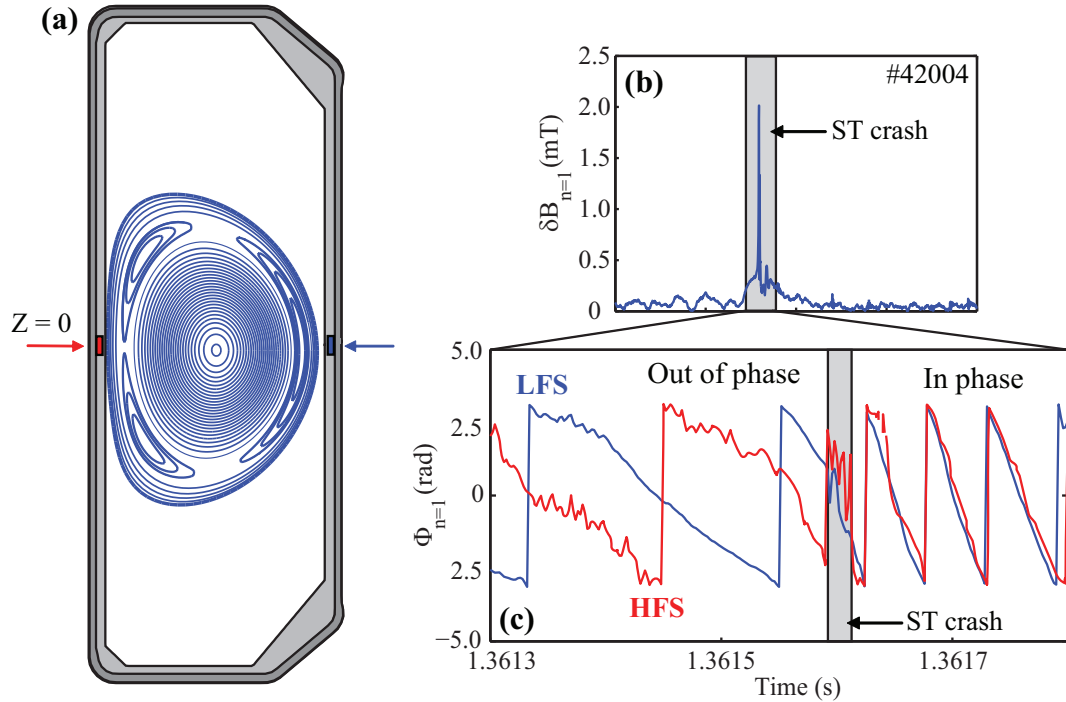 (a)
Z = 0
(b)
#42004
2.5
2.0
1.5
1.0
0.5
0
δB n=1 (mT)
ST crash
5.0
2.5
0
2.5
−5.0
Φ n=1 (rad)
LFS
Out of phase
In phase
HFS
(c)
ST crash
1.3613
1.3615
1.3617
Time (s)